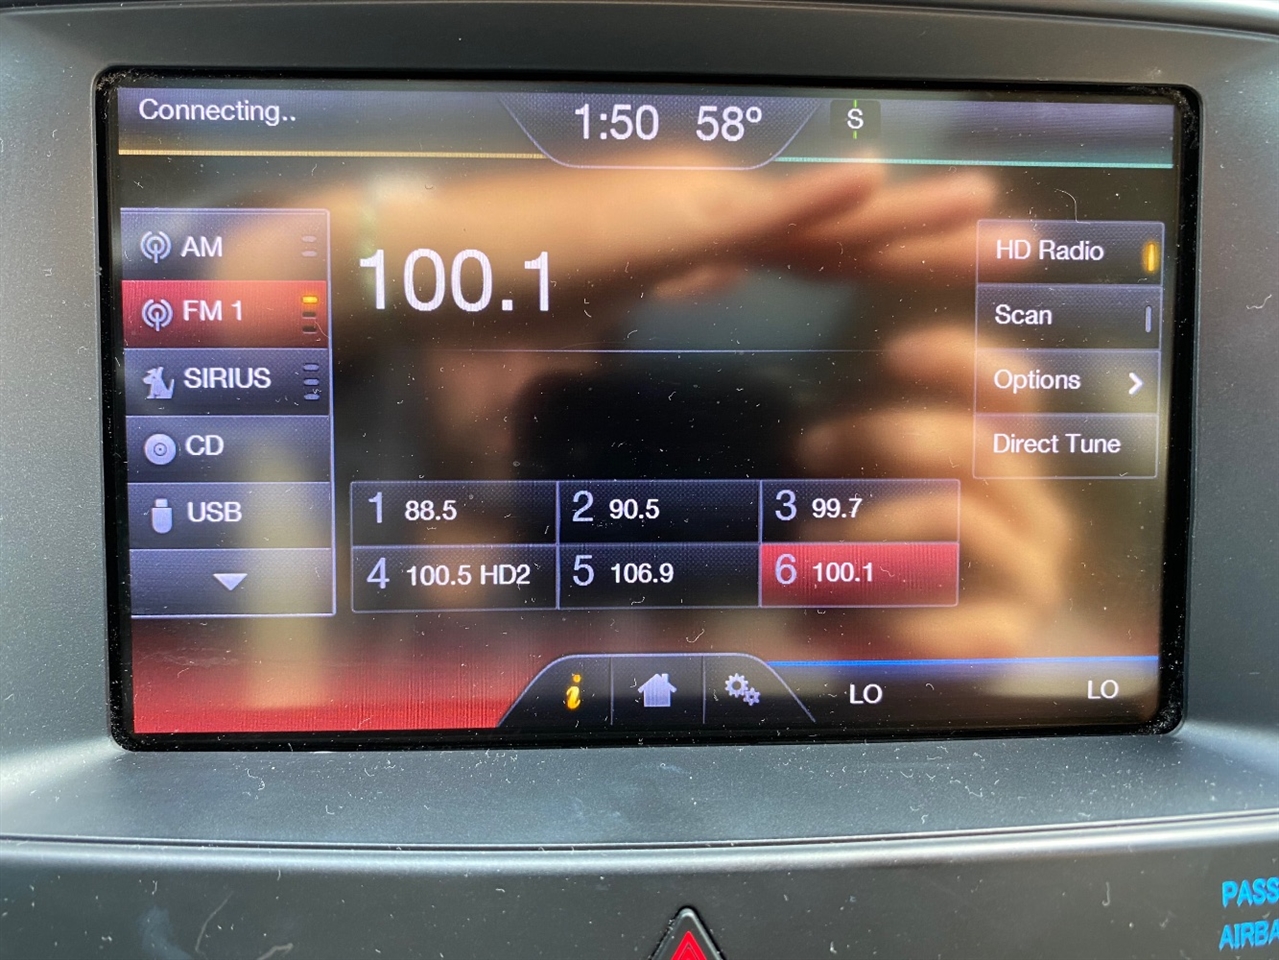 Connecting..
1:50 58º S
AM
FM 1
SIRIUS
CD
USB
100.1
HD Radio
Scan
Options
Direct Tune
1 88.5
2 90.5
3 99.7
4 100.5 HD2
5 106.9
6 100.1
i
LO
LO
PASS
AIRBA